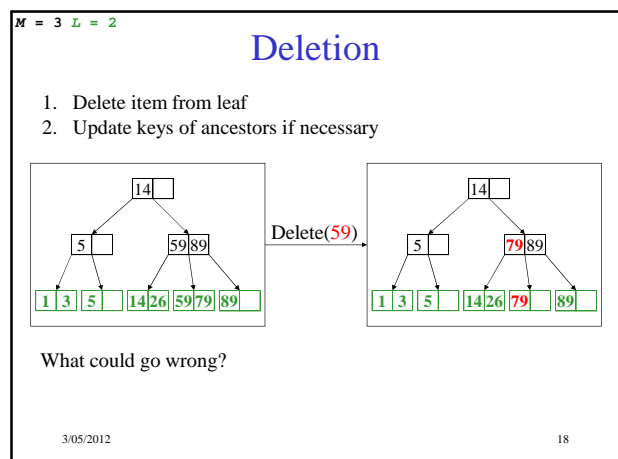 M = 3 L = 2
Deletion
1. Delete item from leaf
2. Update keys of ancestors if necessary
14
5
59 89
1 3 5 14 26 59 79 89
Delete(59)
14
5
79 89
1 3 5 14 26 79 89
What could go wrong?
3/05/2012
18